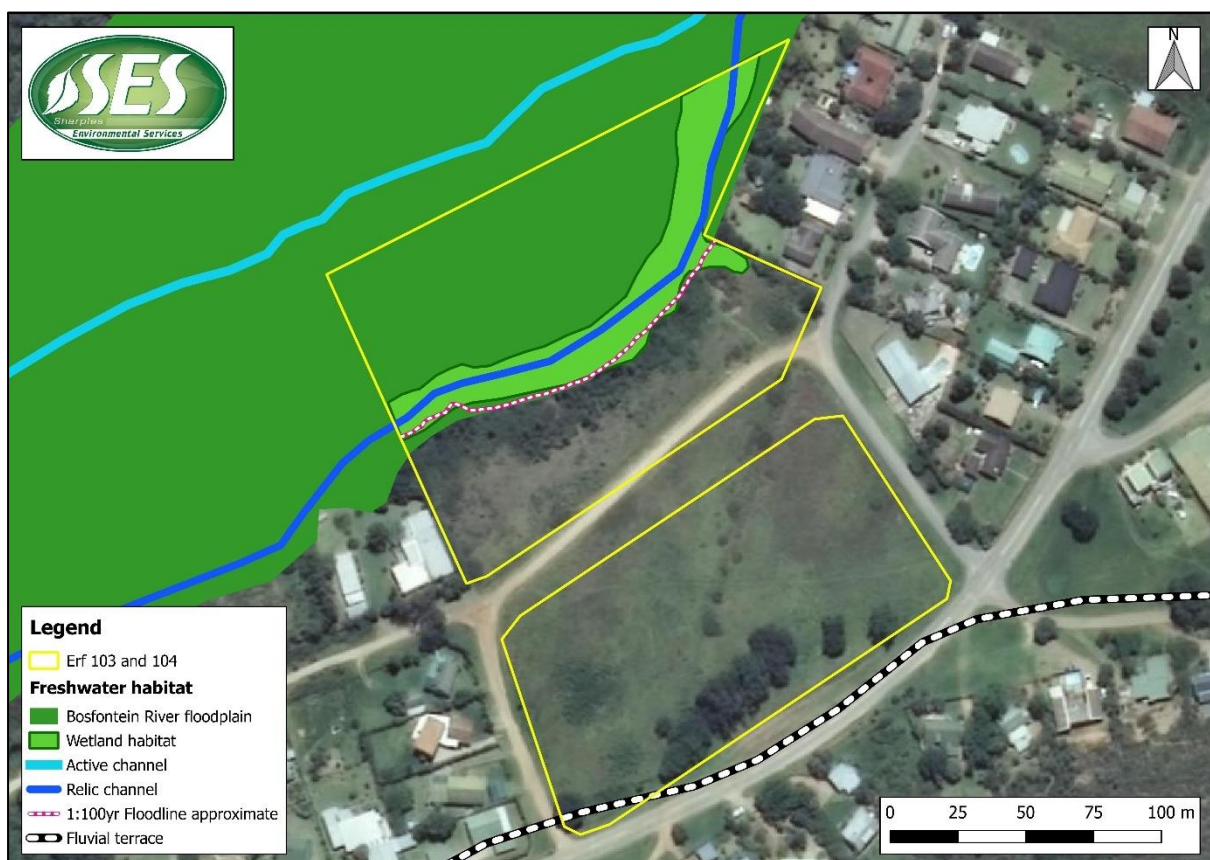 SES
Sharples
Environmental Services
N
Legend
Erf 103 and 104
Freshwater habitat
Bosfontein River floodplain
Wetland habitat
Active channel
Relic channel
1:100yr Floodline approximate
Fluvial terrace
0 25 50 75 100 m